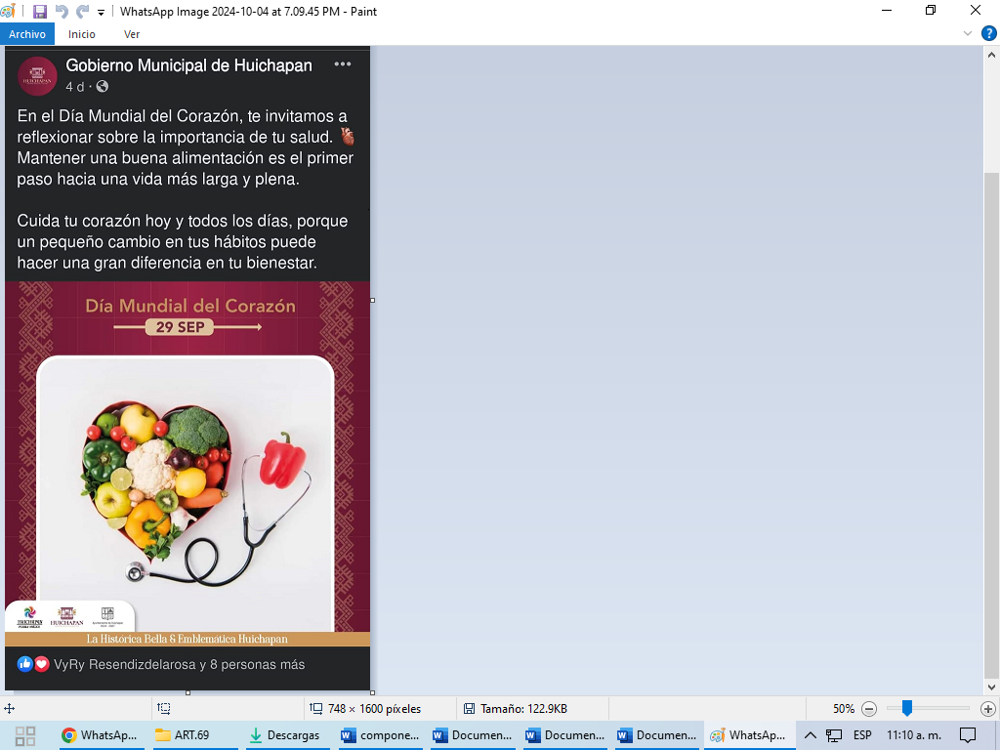 WhatsApp Image 2024-10-04 at 7.09.45 PM - Paint
Archivo Inicio Ver
Gobierno Municipal de Huichapan
4 d ·
En el Día Mundial del Corazón, te invitamos a
reflexionar sobre la importancia de tu salud.
Mantener una buena alimentación es el primer
paso hacia una vida más larga y plena.
Cuida tu corazón hoy y todos los días, porque
un pequeño cambio en tus hábitos puede
hacer una gran diferencia en tu bienestar.
Día Mundial del Corazón
29 SEP
HUICHAPAN
La Histórica Bella & Emblemática Huichapan
VyRy Resendizdelarosa y 8 personas más
748 × 1600 píxeles
Tamaño: 122.9KB
50%
WhatsAp...
ART.69
Descargas
compone...
Documen...
Documen...
Documen...
WhatsAp...
ESP
11:10 a. m.